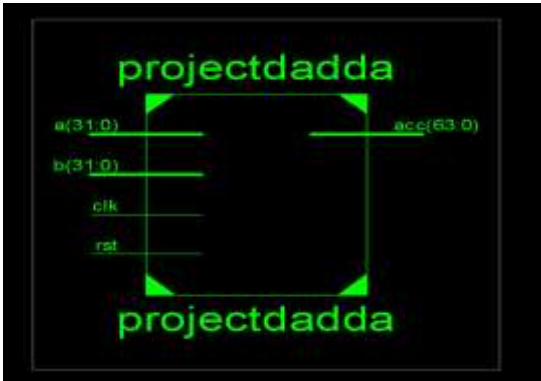 projectdadda
a(31:0)
acc(63:0)
b(31:0)
clk
rst
projectdadda